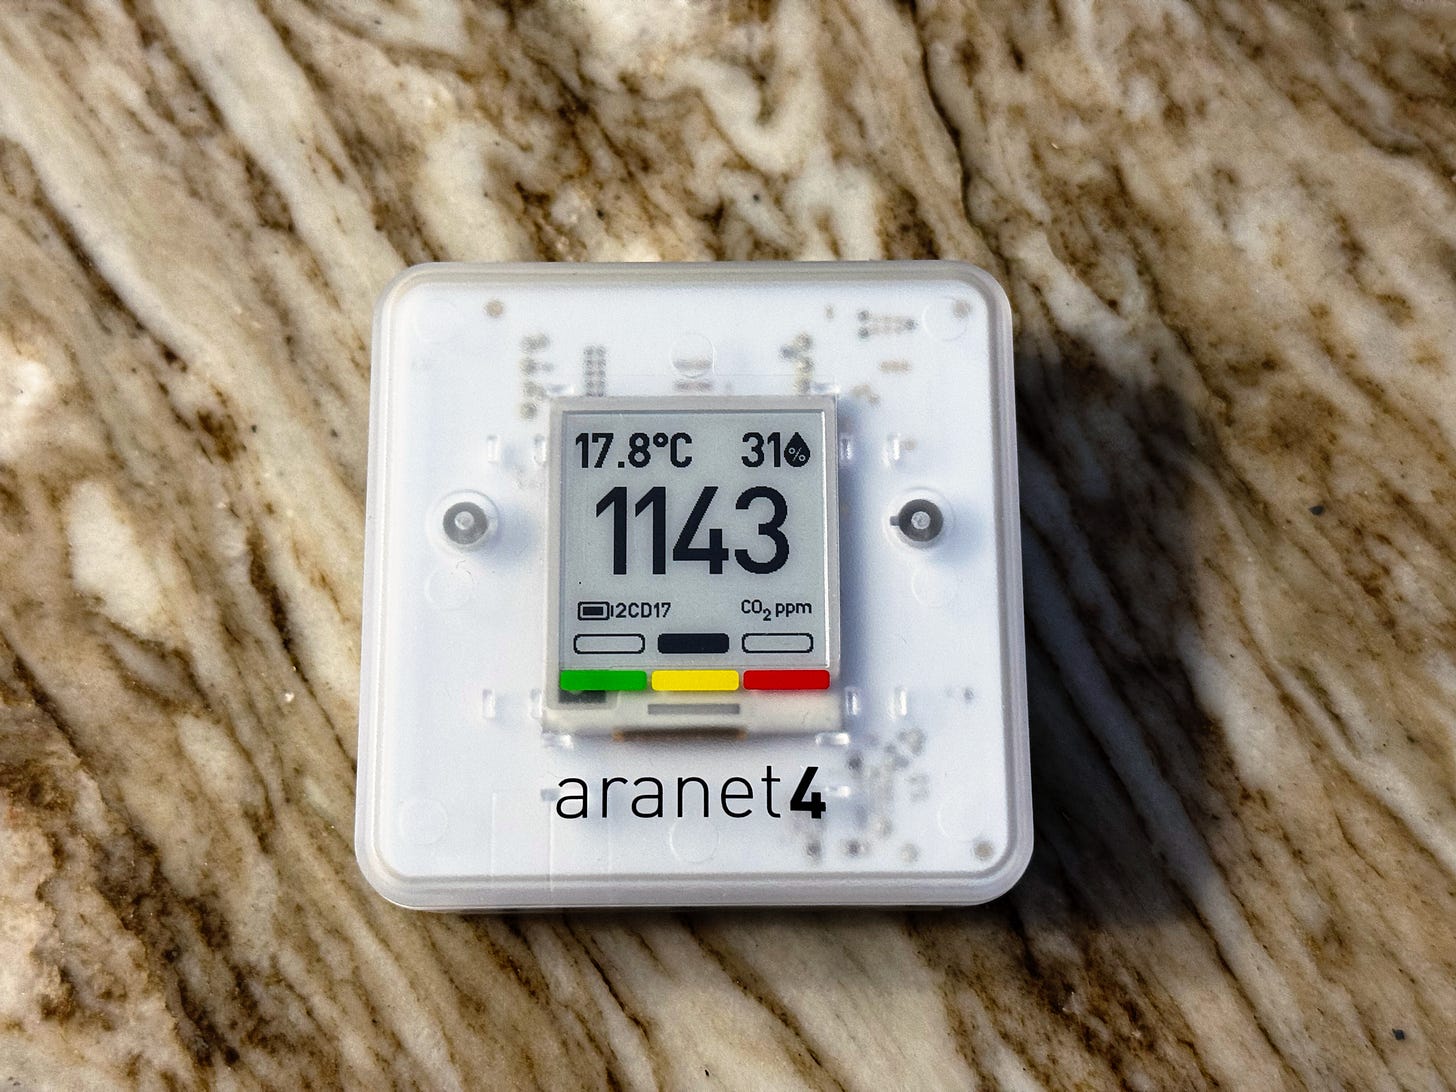 17.8°C 31%
1143
12CD17 CO₂ ppm
aranet4